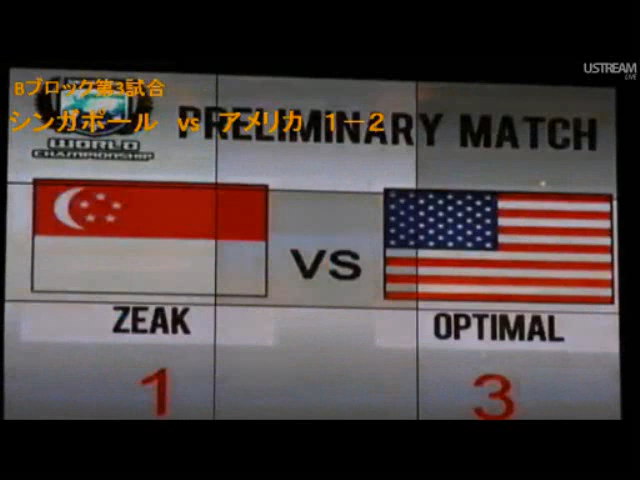 USTREAM
LIVE
Bブロック第3試合
シンガポール vs アメリカ 1-2
PRELIMINARY MATCH
WORLD
CHAMPIONSHIP
VS
ZEAK
OPTIMAL
1
3